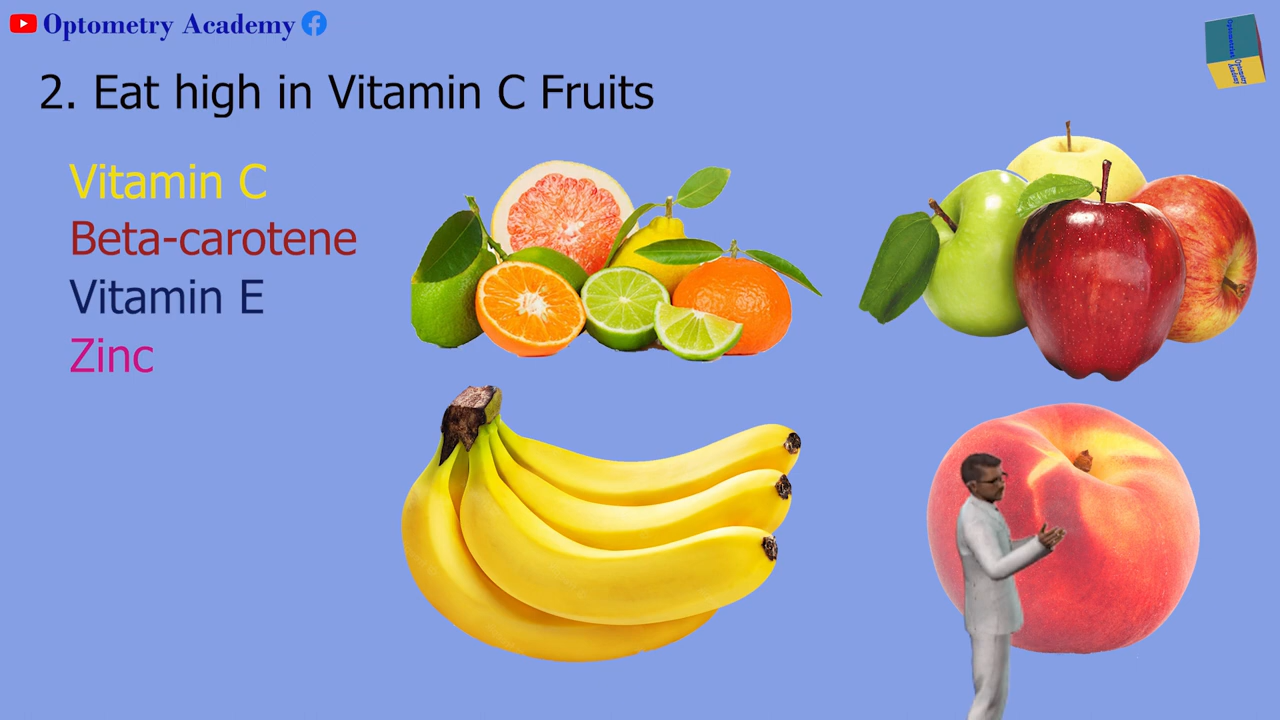 Optometry Academy
2. Eat high in Vitamin C Fruits
Vitamin C
Beta-carotene
Vitamin E
Zinc